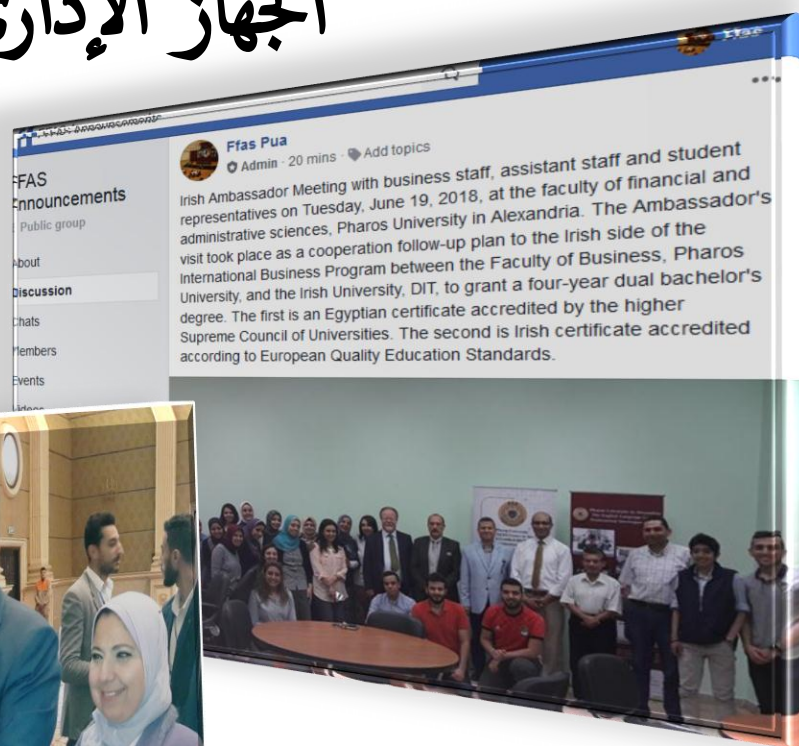 الجهاز الإداري
Ffas
FFAS Announcements
FFAS
Announcements
Public group
About
Discussion
Chats
Members
Events
Videos
Ffas Pua
Admin · 20 mins · Add topics
Irish Ambassador Meeting with business staff, assistant staff and student
representatives on Tuesday, June 19, 2018, at the faculty of financial and
administrative sciences, Pharos University in Alexandria. The Ambassador's
visit took place as a cooperation follow-up plan to the Irish side of the
International Business Program between the Faculty of Business, Pharos
University, and the Irish University, DIT, to grant a four-year dual bachelor's
degree. The first is an Egyptian certificate accredited by the higher
Supreme Council of Universities. The second is Irish certificate accredited
according to European Quality Education Standards.